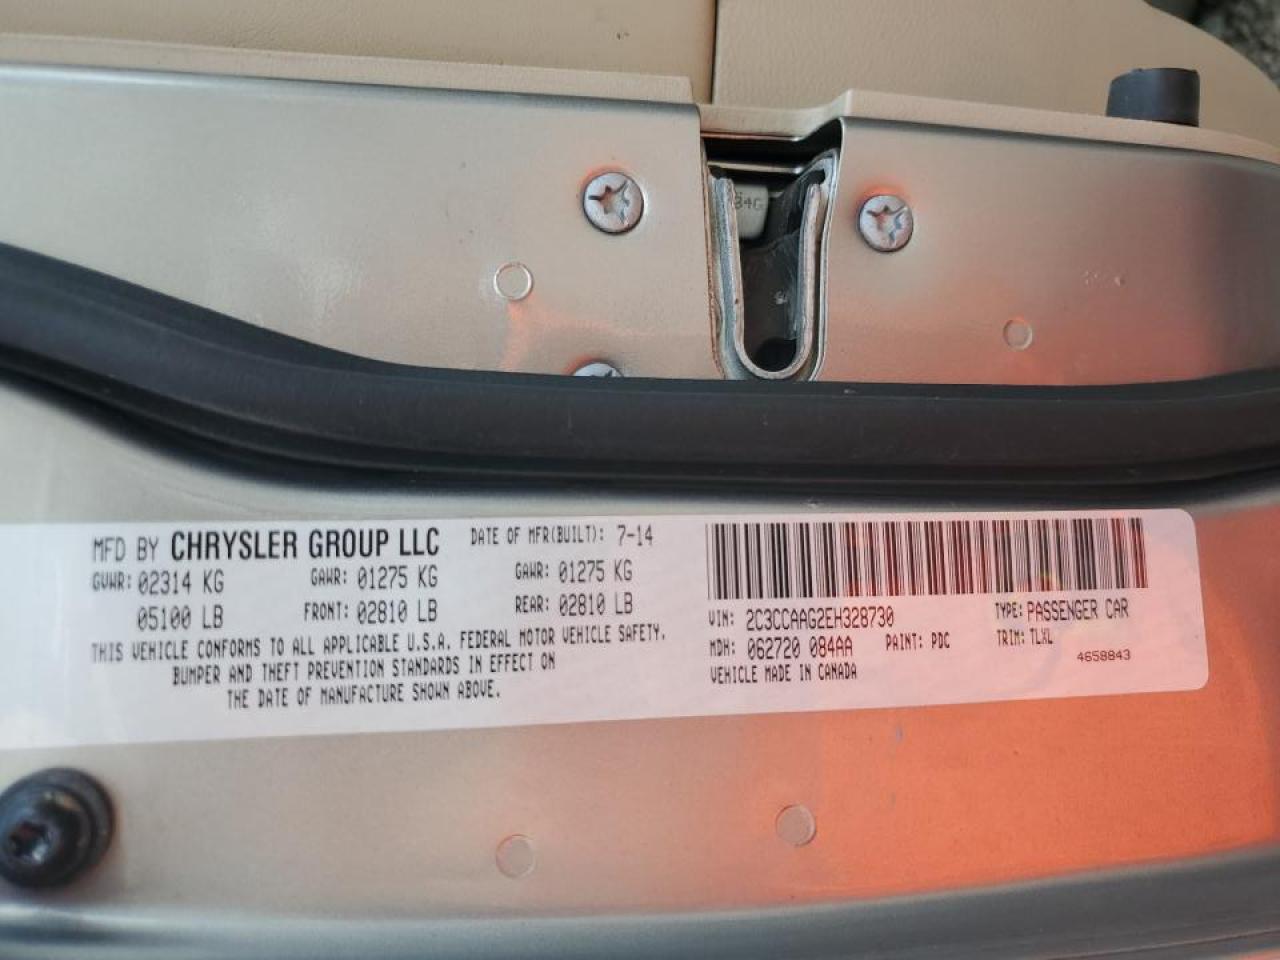 34G
MFD BY CHRYSLER GROUP LLC DATE OF MFR(BUILT): 7-14
GVWR: 02314 KG GAWR: 01275 KG GAWR: 01275 KG
05100 LB FRONT: 02810 LB REAR: 02810 LB
THIS VEHICLE CONFORMS TO ALL APPLICABLE U.S.A. FEDERAL MOTOR VEHICLE SAFETY,
BUMPER AND THEFT PREVENTION STANDARDS IN EFFECT ON
THE DATE OF MANUFACTURE SHOWN ABOVE.
VIN: 2C3CCAAG2EH328730 TYPE: PASSENGER CAR
MDH: 062720 084AA PAINT: PDC TRIM: TLXL
VEHICLE MADE IN CANADA 4658843